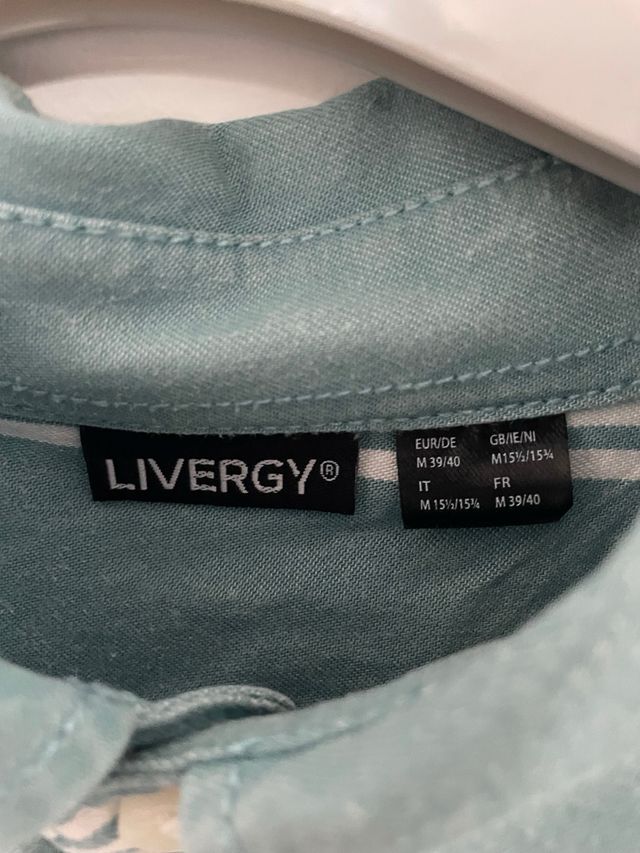 LIVERGY®
EUR/DE GB/IE/NI
M 39/40 M15½/15¾
IT FR
M 15½/15¾ M 39/40